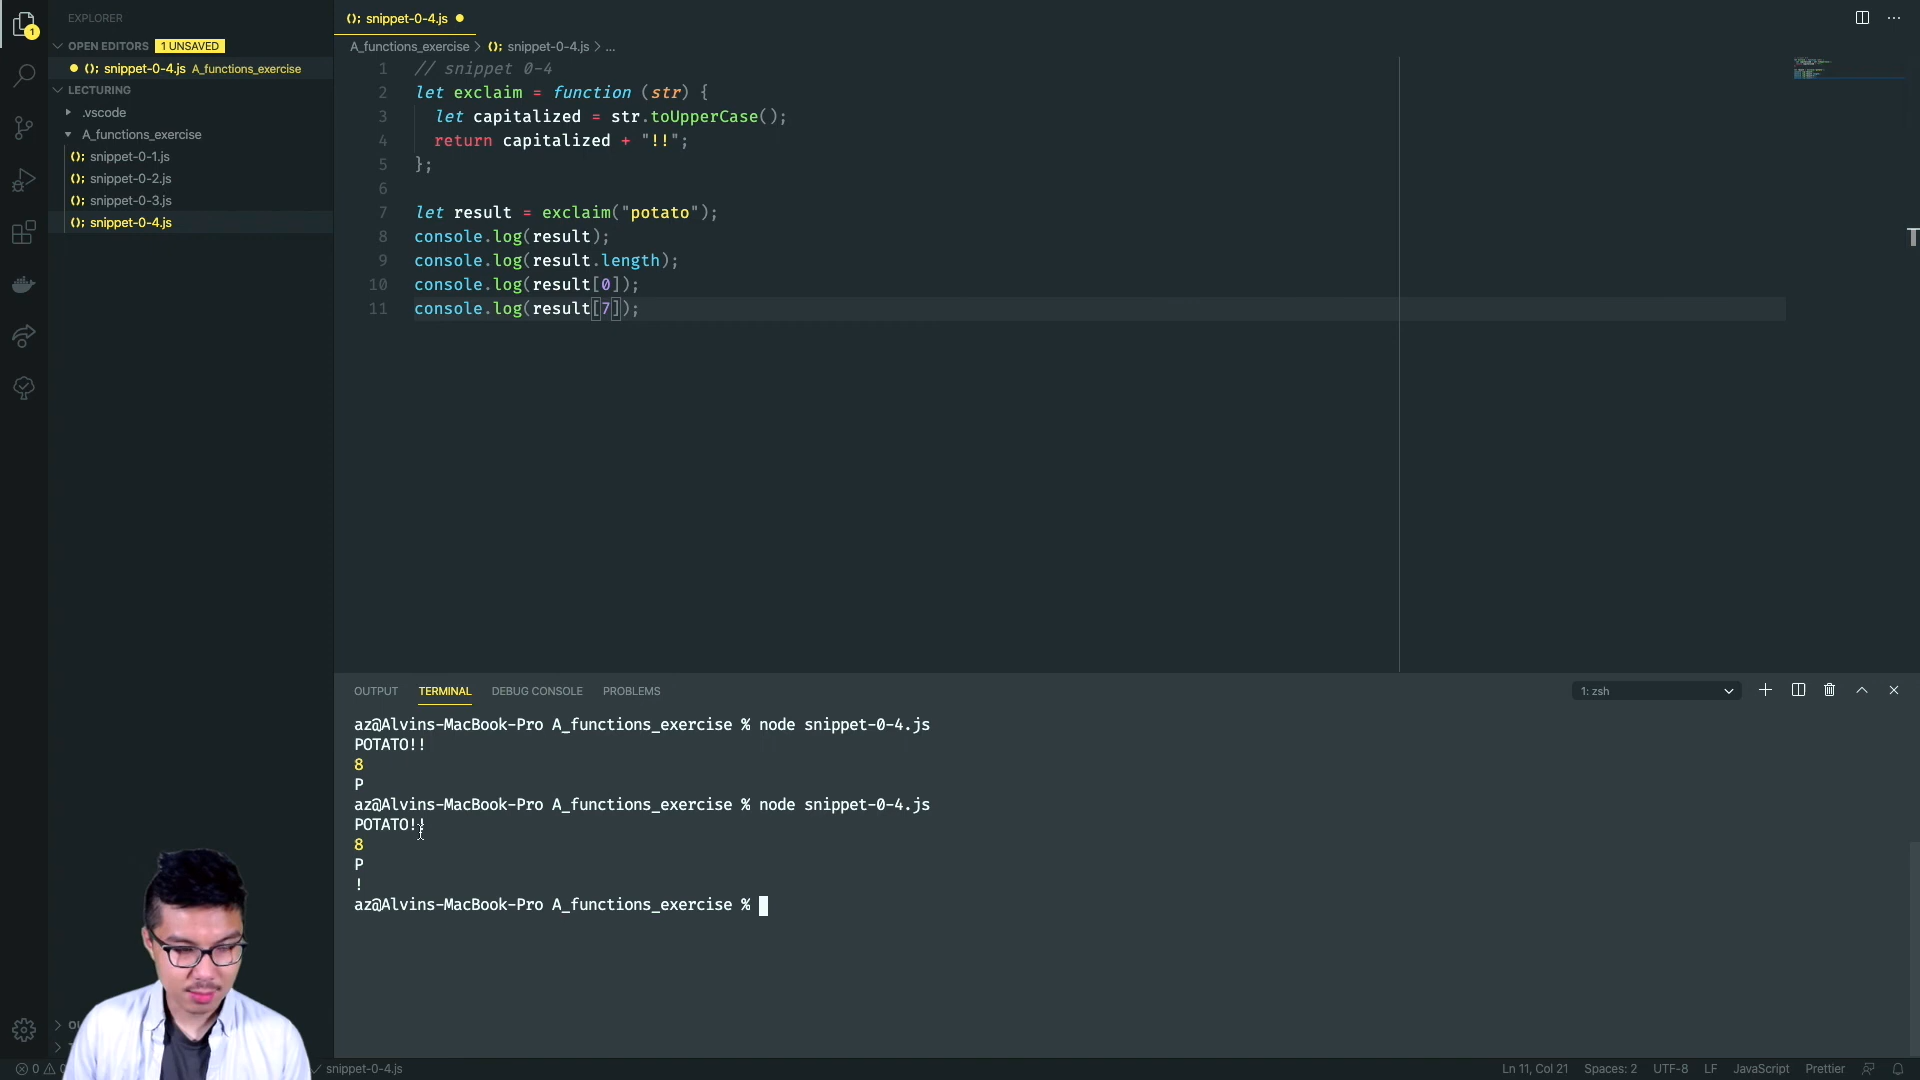 EXPLORER
OPEN EDITORS 1 UNSAVED
snippet-0-4.js A_functions_exercise
LECTURING
.vscode
A_functions_exercise
snippet-0-1.js
snippet-0-2.js
snippet-0-3.js
snippet-0-4.js
1
snippet-0-4.js
A_functions_exercise > snippet-0-4.js > ...
1 // snippet 0-4
2 let exclaim = function (str) {
3 let capitalized = str.toUpperCase();
4 return capitalized + "!!";
5 };
6
7 let result = exclaim("potato");
8 console.log(result);
9 console.log(result.length);
10 console.log(result[0]);
11 console.log(result[7]);
OUTPUT TERMINAL DEBUG CONSOLE PROBLEMS
1: zsh
az@Alvins-MacBook-Pro A_functions_exercise % node snippet-0-4.js
POTATO!!
8
P
az@Alvins-MacBook-Pro A_functions_exercise % node snippet-0-4.js
POTATO!!
8
P
!
az@Alvins-MacBook-Pro A_functions_exercise %
0 snippet-0-4.js Ln 11, Col 21 Spaces: 2 UTF-8 LF JavaScript Prettier